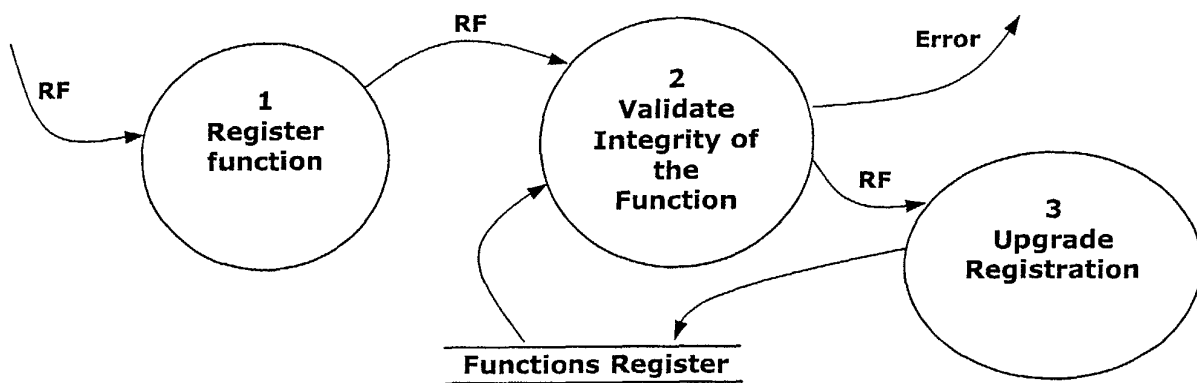 RF
1
Register
function
RF
2
Validate
Integrity of
the
Function
Error
RF
3
Upgrade
Registration
Functions Register